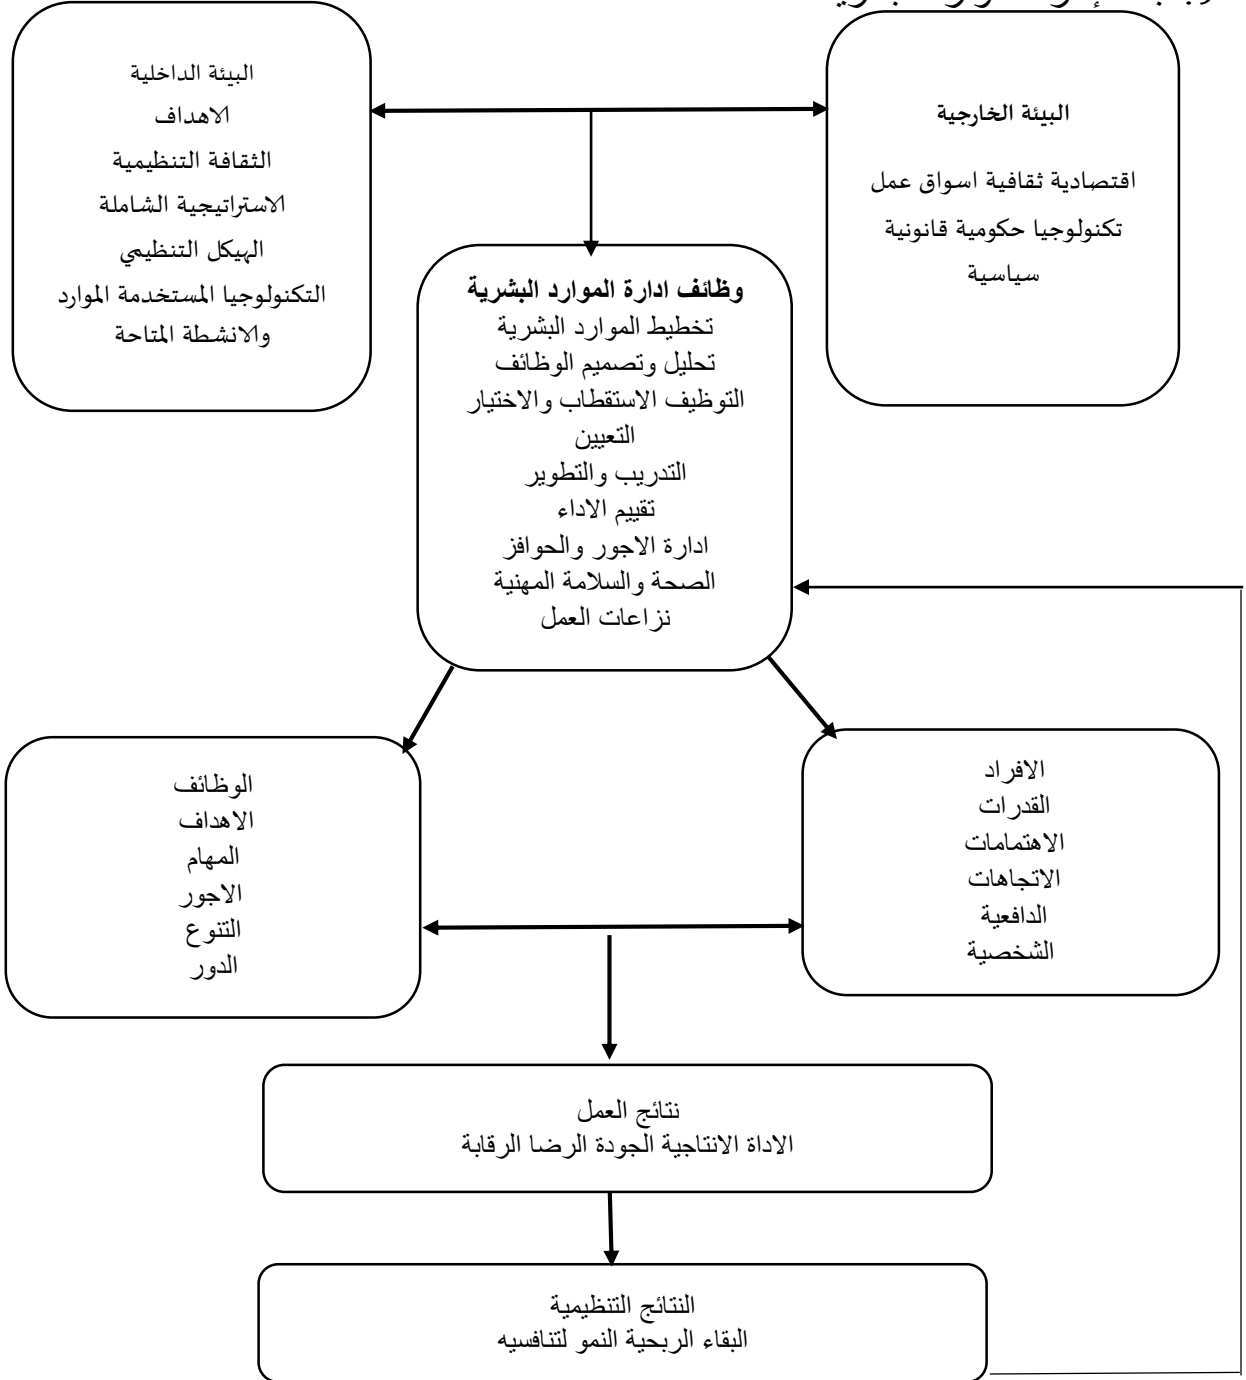 البيئة الخارجية
اقتصادية ثقافية اسواق عمل
تكنولوجيا حكومية قانونية
سياسية
البيئة الداخلية
الاهداف
الثقافة التنظيمية
الاستراتيجية الشاملة
الهيكل التنظيمي
التكنولوجيا المستخدمة الموارد
والانشطة المتاحة
وظائف ادارة الموارد البشرية
تخطيط الموارد البشرية
تحليل وتصميم الوظائف
التوظيف الاستقطاب والاختيار
التعيين
التدريب والتطوير
تقييم الاداء
ادارة الاجور والحوافز
الصحة والسلامة المهنية
نزاعات العمل
الافراد
القدرات
الاهتمامات
الاتجاهات
الدافعية
الشخصية
الوظائف
الاهداف
المهام
الاجور
التنوع
الدور
نتائج العمل
الاداة الانتاجية الجودة الرضا الرقابة
النتائج التنظيمية
البقاء الربحية النمو لتنافسيه